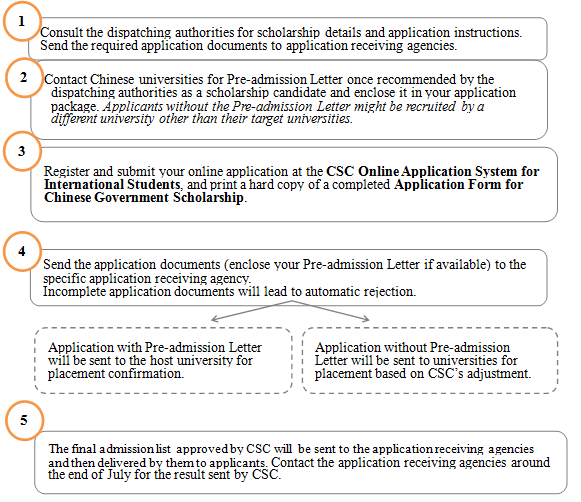 1
Consult the dispatching authorities for scholarship details and application instructions.
Send the required application documents to application receiving agencies.
2
Contact Chinese universities for Pre-admission Letter once recommended by the
dispatching authorities as a scholarship candidate and enclose it in your application
package. Applicants without the Pre-admission Letter might be recruited by a
different university other than their target universities.
3
Register and submit your online application at the CSC Online Application System for
International Students, and print a hard copy of a completed Application Form for
Chinese Government Scholarship.
4
Send the application documents (enclose your Pre-admission Letter if available) to the
specific application receiving agency.
Incomplete application documents will lead to automatic rejection.
Application with Pre-admission Letter
will be sent to the host university for
placement confirmation.
Application without Pre-admission
Letter will be sent to universities for
placement based on CSC's adjustment.
5
The final admission list approved by CSC will be sent to the application receiving agencies
and then delivered by them to applicants. Contact the application receiving agencies around
the end of July for the result sent by CSC.